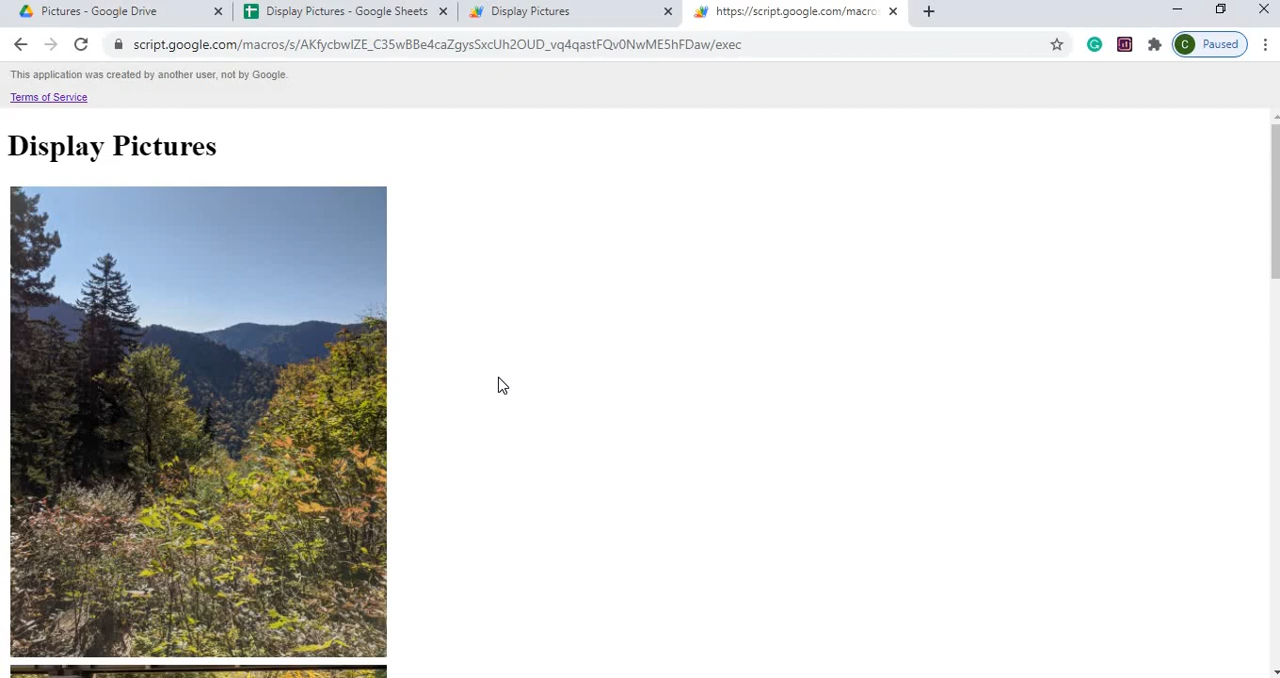 Pictures - Google Drive
Display Pictures - Google Sheets
Display Pictures
https://script.google.com/macro
script.google.com/macros/s/AKfycbwIZE_C35wBBe4caZgysSxcUh2OUD_vq4qastFQv0NwME5hFDaw/exec
C Paused
This application was created by another user, not by Google.
Terms of Service
Display Pictures